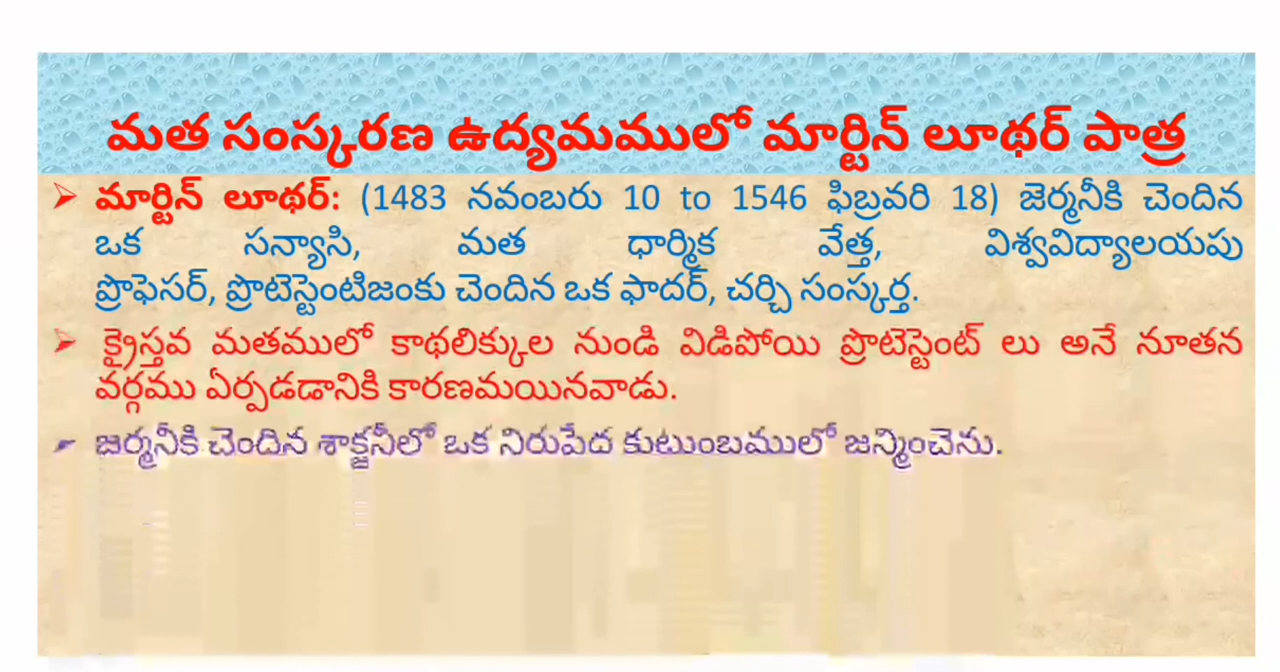 మత సంస్కరణ ఉద్యమములో మార్టిన్ లూథర్ పాత్ర
మార్టిన్ లూథర్: (1483 నవంబరు 10 to 1546 ఫిబ్రవరి 18) జెర్మనీకి చెందిన
ఒక సన్యాసి, మత ధార్మిక వేత్త, విశ్వవిద్యాలయపు
ప్రొఫెసర్, ప్రొటెస్టెంటిజంకు చెందిన ఒక ఫాదర్, చర్చి సంస్కర్త.
క్రైస్తవ మతములో కాథలిక్కుల నుండి విడిపోయి ప్రొటెస్టెంట్ లు అనే నూతన
వర్గము ఏర్పడడానికి కారణమయినవాడు.
జర్మనీకి చెందిన శాక్జనీలో ఒక నిరుపేద కుటుంబములో జన్మించెను.